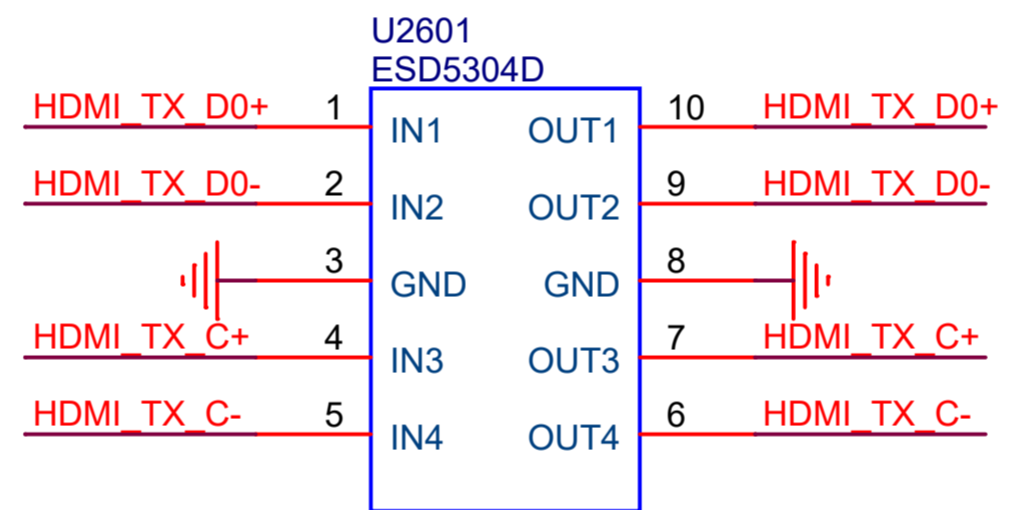 U2601
ESD5304D
HDMI_TX_D0+ 1 IN1 OUT1 10 HDMI_TX_D0+
HDMI_TX_D0- 2 IN2 OUT2 9 HDMI_TX_D0-
3 GND GND 8
HDMI_TX_C+ 4 IN3 OUT3 7 HDMI_TX_C+
HDMI_TX_C- 5 IN4 OUT4 6 HDMI_TX_C-